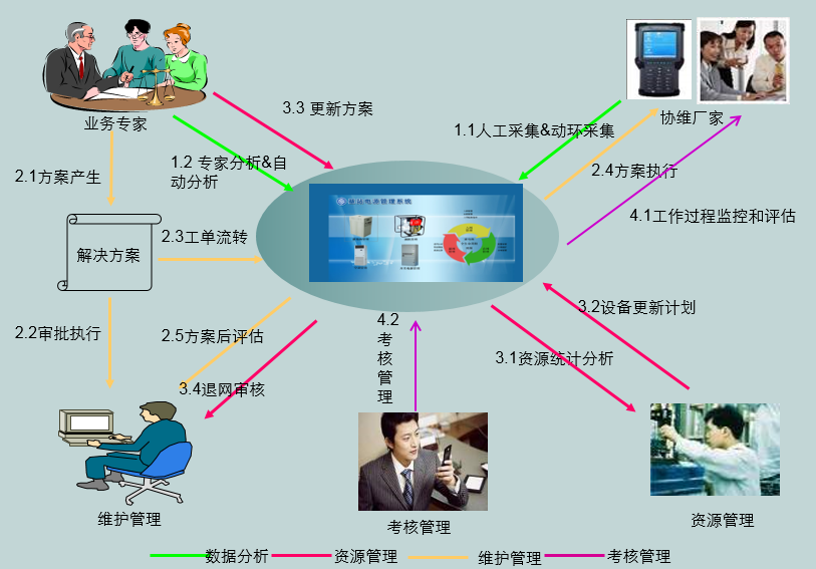 业务专家
协维厂家
3.3 更新方案
1.1人工采集&动环采集
1.2 专家分析&自
动分析
2.1方案产生
2.4方案执行
4.1工作过程监控和评估
解决方案
2.3工单流转
2.2审批执行
2.5方案后评估
3.4退网审核
4.2
考
核
管
理
3.2设备更新计划
3.1资源统计分析
维护管理
考核管理
资源管理
数据分析
资源管理
维护管理
考核管理